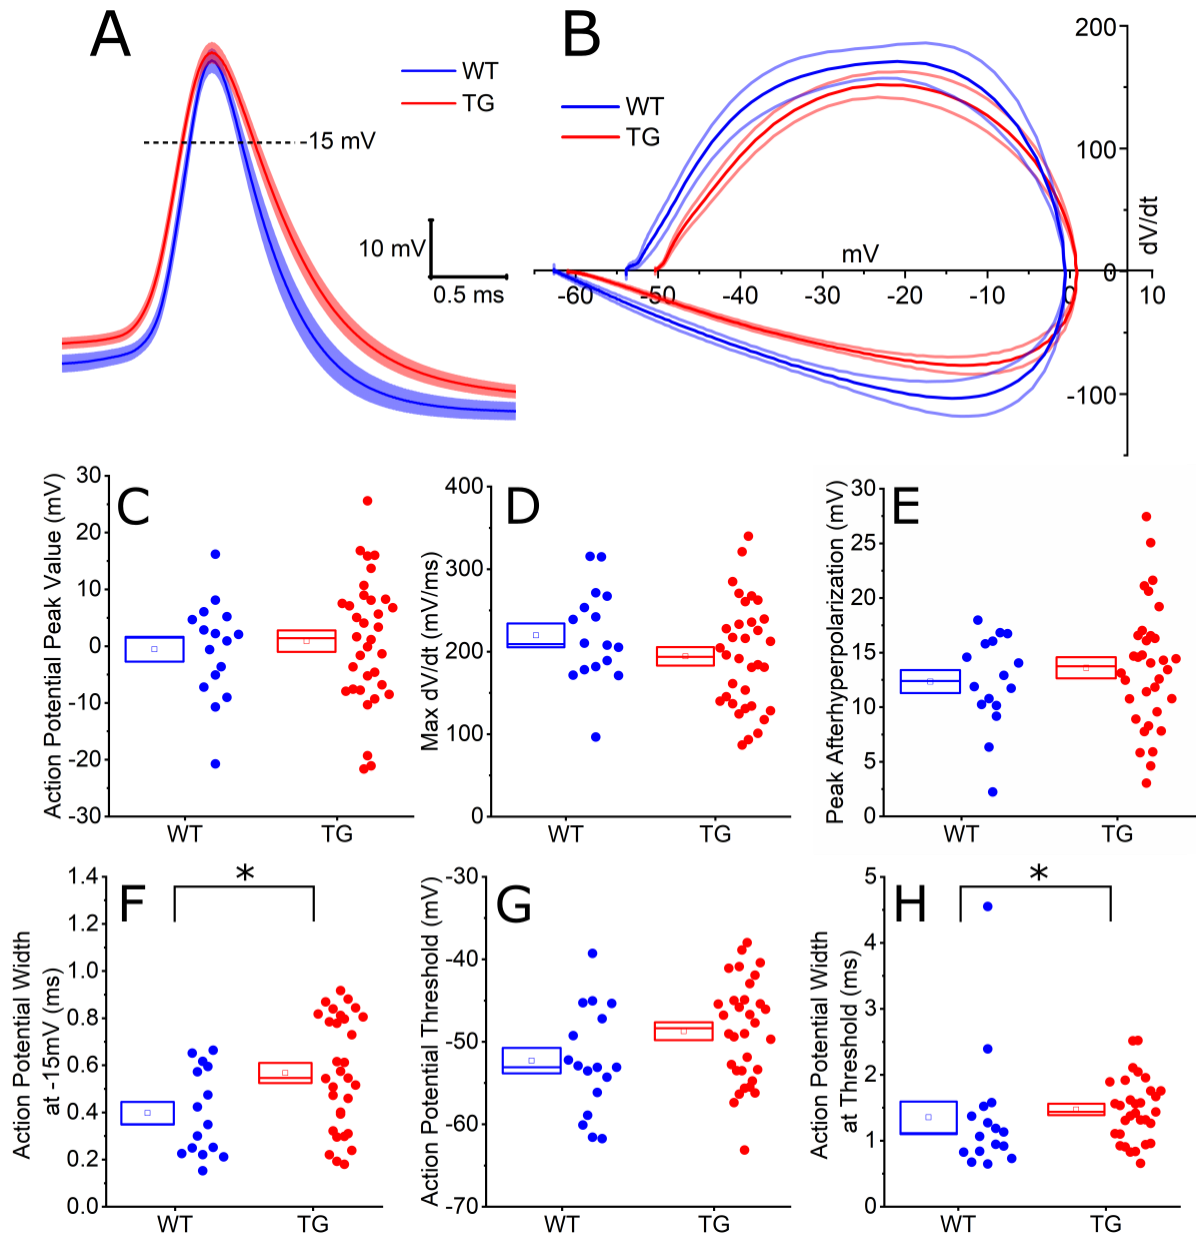 A
WT
TG
-15 mV
10 mV
0.5 ms
B
WT
TG
200
100
0
-100
dV/dt
mV
-60 -50 -40 -30 -20 -10 0 10
C
Action Potential Peak Value (mV)
30
20
10
0
-10
-20
-30
WT TG
D
Max dV/dt (mV/ms)
400
300
200
100
0
WT TG
E
Peak Afterhyperpolarization (mV)
30
25
20
15
10
5
0
WT TG
F
*
Action Potential Width
at -15mV (ms)
1.4
1.2
1.0
0.8
0.6
0.4
0.2
0.0
WT TG
G
Action Potential Threshold (mV)
-30
-40
-50
-60
-70
WT TG
H
*
Action Potential Width
at Threshold (ms)
5
4
3
2
1
0
WT TG